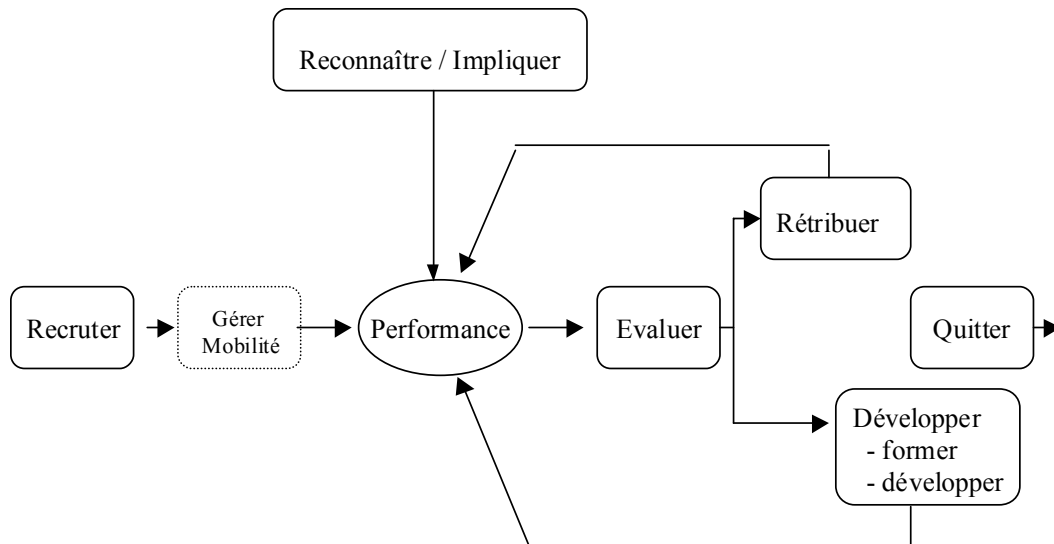 Reconnaître / Impliquer
Rétribuer
Recruter
Gérer
Mobilité
Performance
Evaluer
Quitter
Développer
- former
- développer